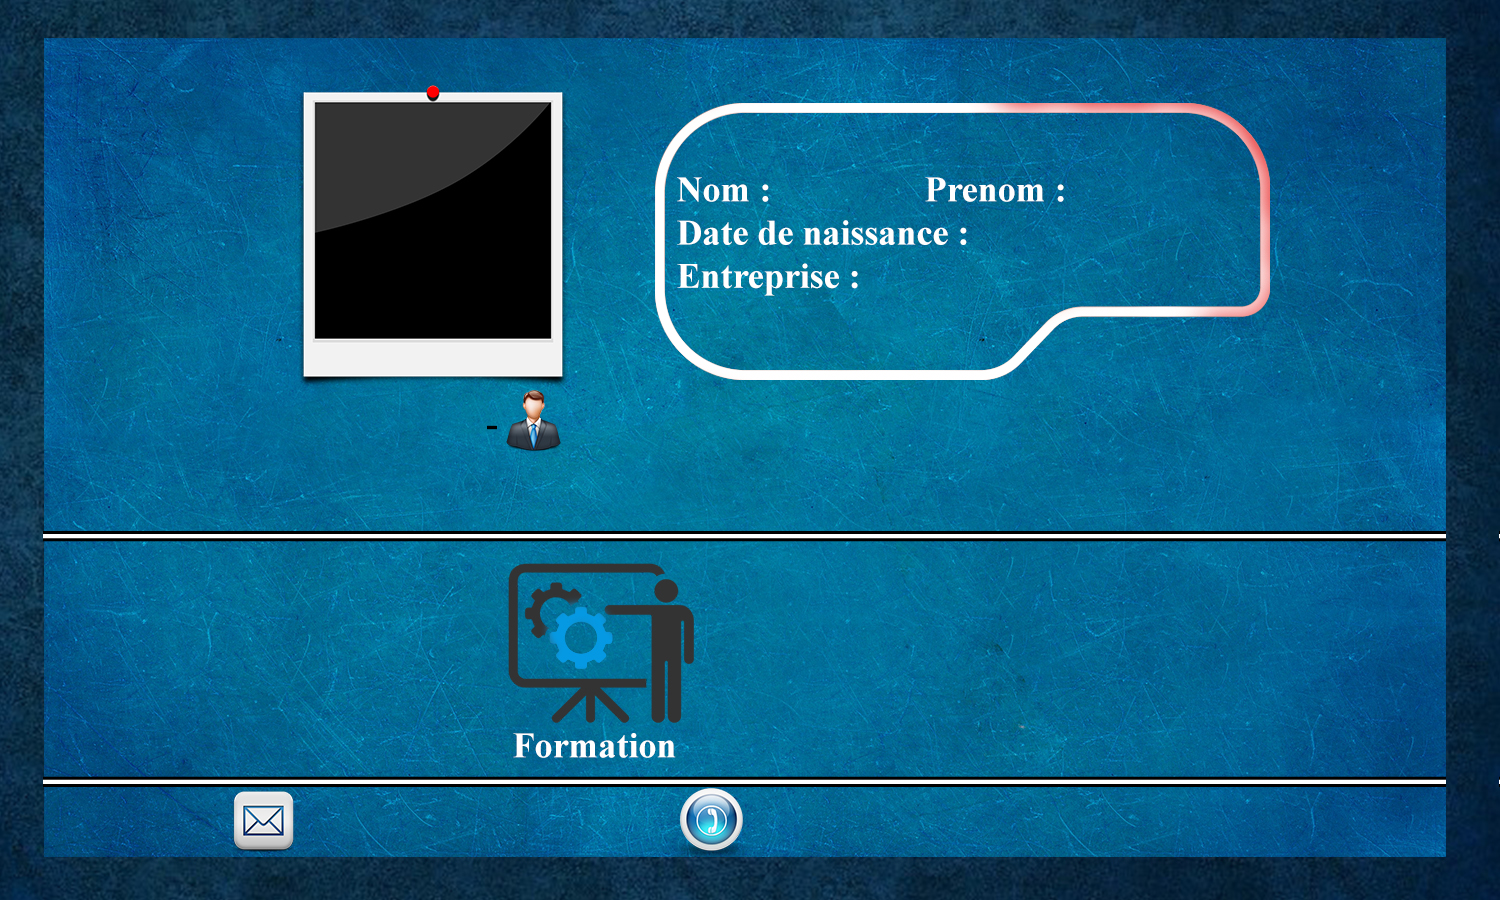 Nom : Prenom :
Date de naissance :
Entreprise :
-
Formation